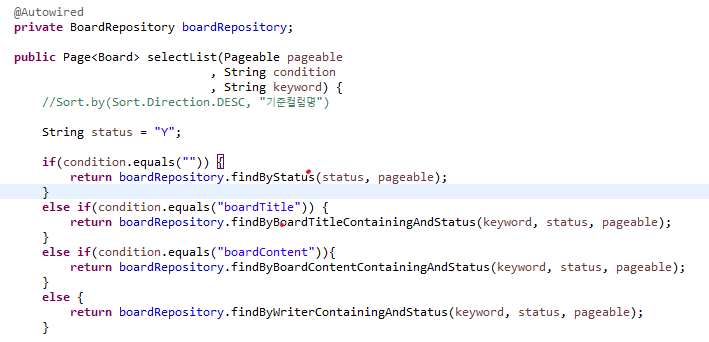 @Autowired
private BoardRepository boardRepository;
public Page<Board> selectList(Pageable pageable
, String condition
, String keyword) {
//Sort.by(Sort.Direction.DESC, "기준컬럼명")
String status = "Y";
if(condition.equals("")) {
return boardRepository.findByStatus(status, pageable);
}
else if(condition.equals("boardTitle")) {
return boardRepository.findByBoardTitleContainingAndStatus(keyword, status, pageable);
}
else if(condition.equals("boardContent")){
return boardRepository.findByBoardContentContainingAndStatus(keyword, status, pageable);
}
else {
return boardRepository.findByWriterContainingAndStatus(keyword, status, pageable);
}